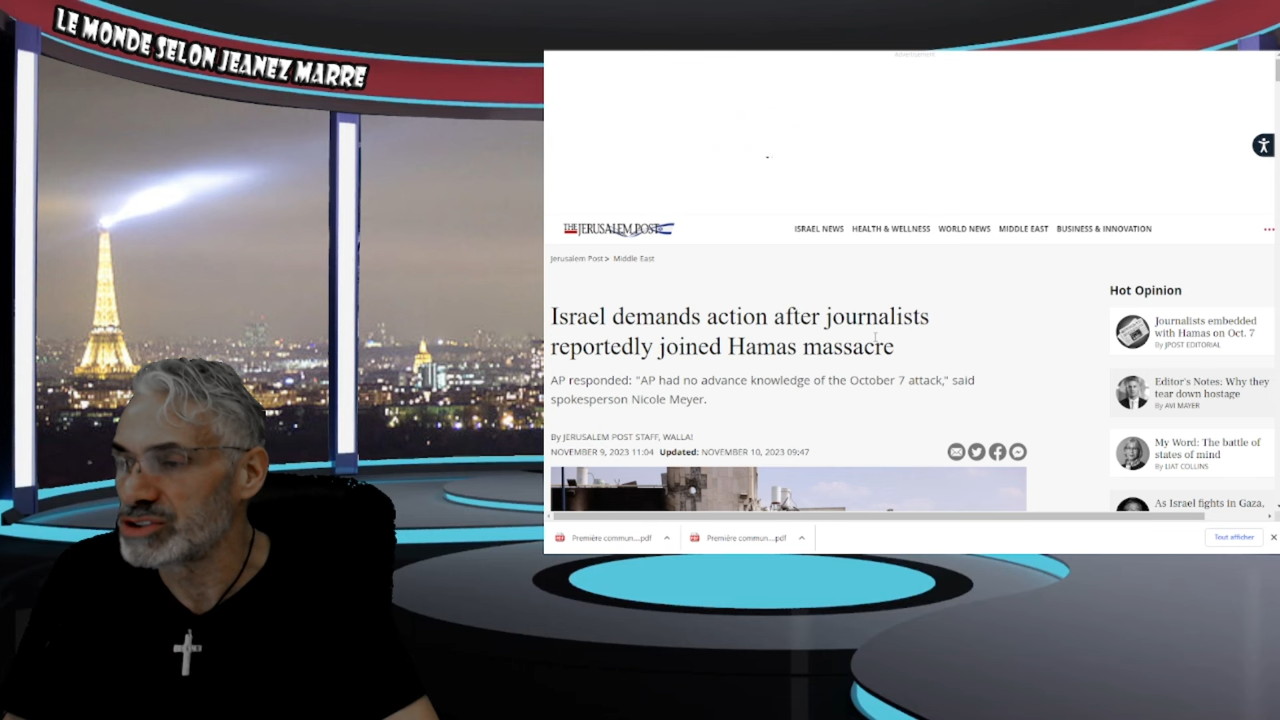 LE MONDE SELON JEANEZ MARRE
Advertisement
THE JERUSALEM POST
ISRAEL NEWS HEALTH & WELLNESS WORLD NEWS MIDDLE EAST BUSINESS & INNOVATION
Jerusalem Post > Middle East
Israel demands action after journalists
reportedly joined Hamas massacre
AP responded: "AP had no advance knowledge of the October 7 attack," said
spokesperson Nicole Meyer.
By JERUSALEM POST STAFF, WALLA!
NOVEMBER 9, 2023 11:04 Updated: NOVEMBER 10, 2023 09:47
Hot Opinion
Journalists embedded
with Hamas on Oct. 7
By JPOST EDITORIAL
Editor's Notes: Why they
tear down hostage
By AVI MAYER
My Word: The battle of
states of mind
By LIAT COLLINS
As Israel fights in Gaza,
Première commun....pdf
Première commun....pdf
Tout afficher